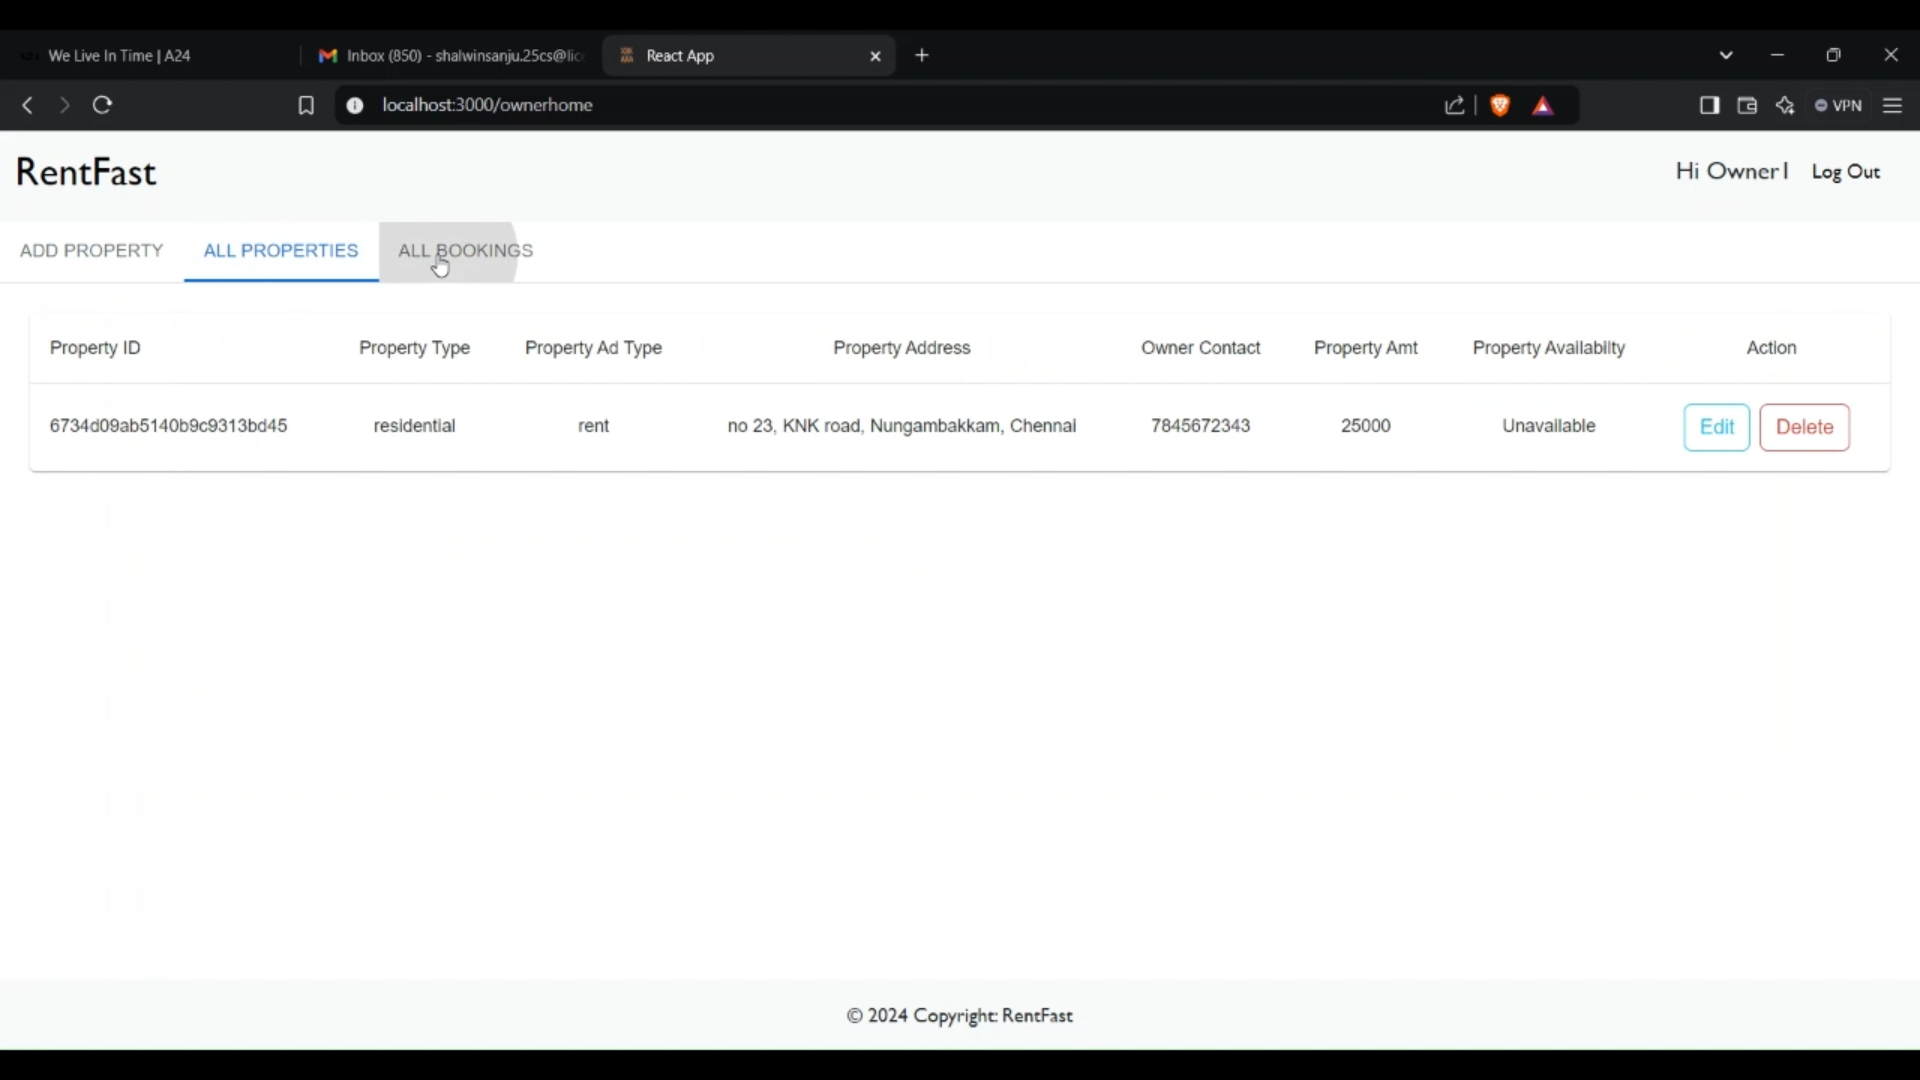 We Live In Time | A24
Inbox (850) - shalwinsanju.25cs@lic
React App
localhost:3000/ownerhome
VPN
RentFast
Hi Owner1 Log Out
ADD PROPERTY ALL PROPERTIES ALL BOOKINGS
Property ID Property Type Property Ad Type Property Address Owner Contact Property Amt Property Availabilty Action
6734d09ab5140b9c9313bd45 residential rent no 23, KNK road, Nungambakkam, Chennai 7845672343 25000 Unavailable Edit Delete
© 2024 Copyright: RentFast